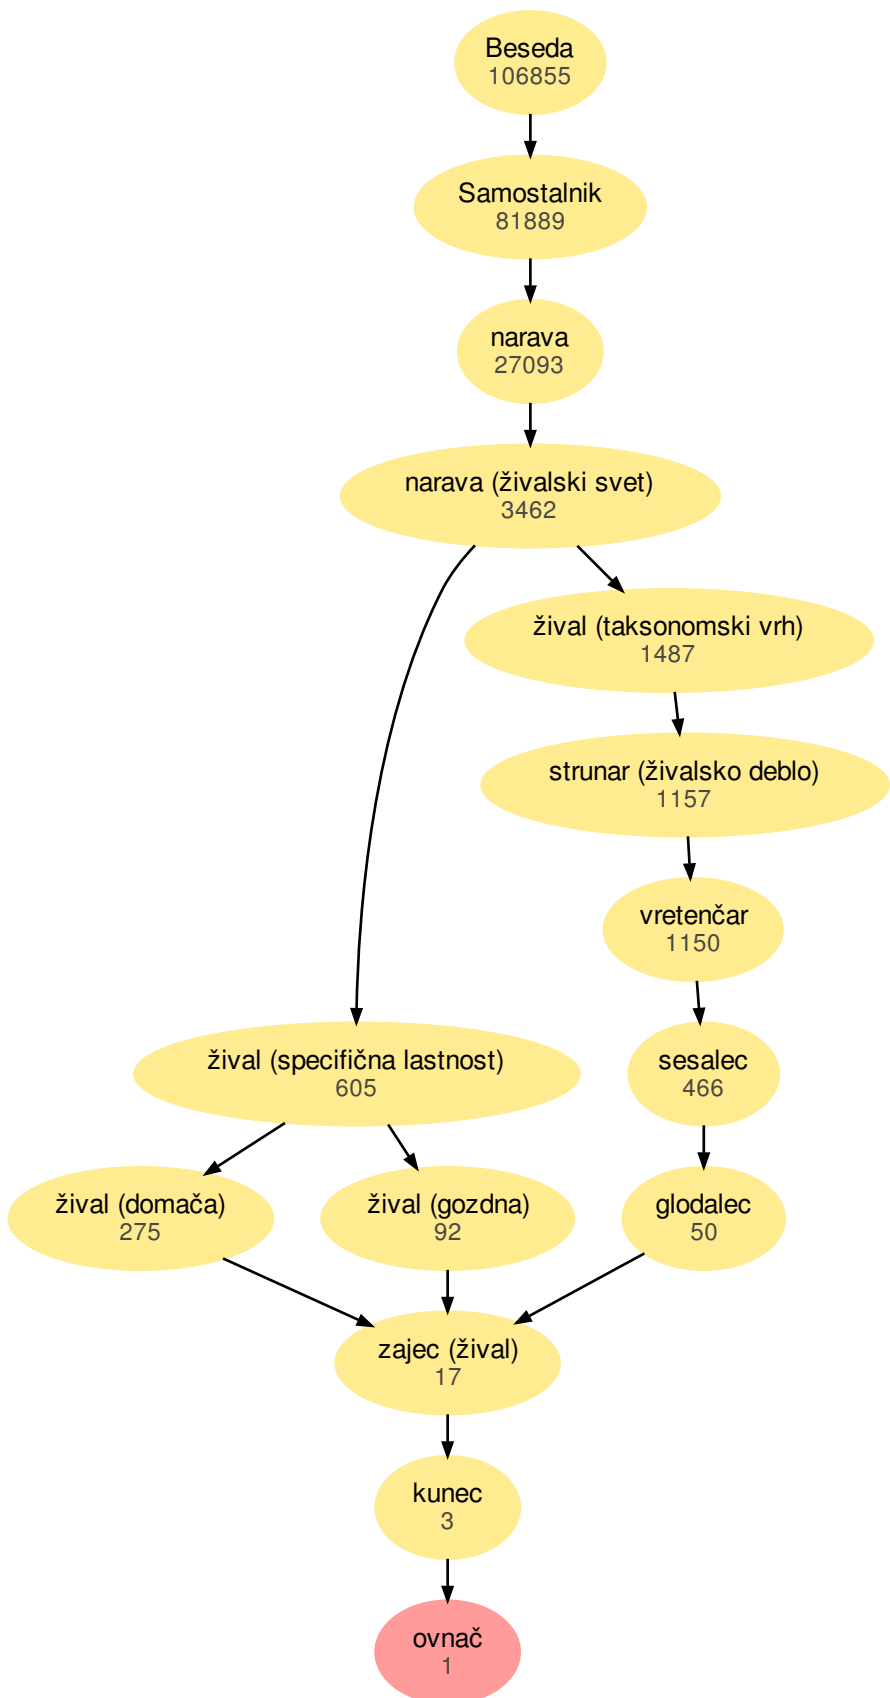 Beseda
106855
Samostalnik
81889
narava
27093
narava (živalski svet)
3462
žival (taksonomski vrh)
1487
strunar (živalsko deblo)
1157
vretenčar
1150
žival (specifična lastnost)
605
sesalec
466
žival (domača)
275
žival (gozdna)
92
glodalec
50
zajec (žival)
17
kunec
3
ovnač
1